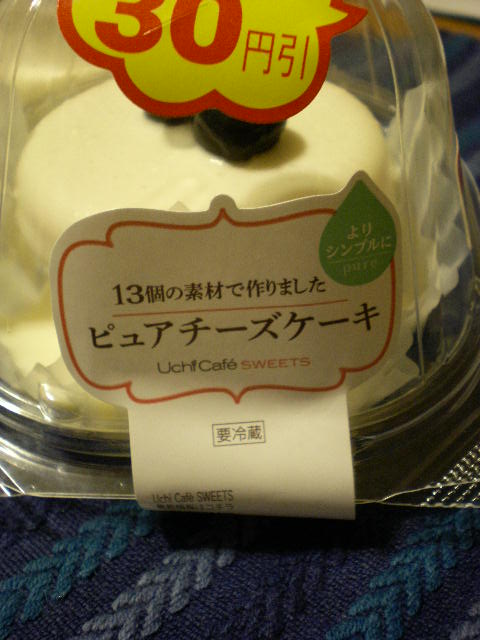 30円引
より
シンプルに
pure
13個の素材で作りました
ピュアチーズケーキ
Uchi Café SWEETS
要冷蔵
Uchi Café SWEETS